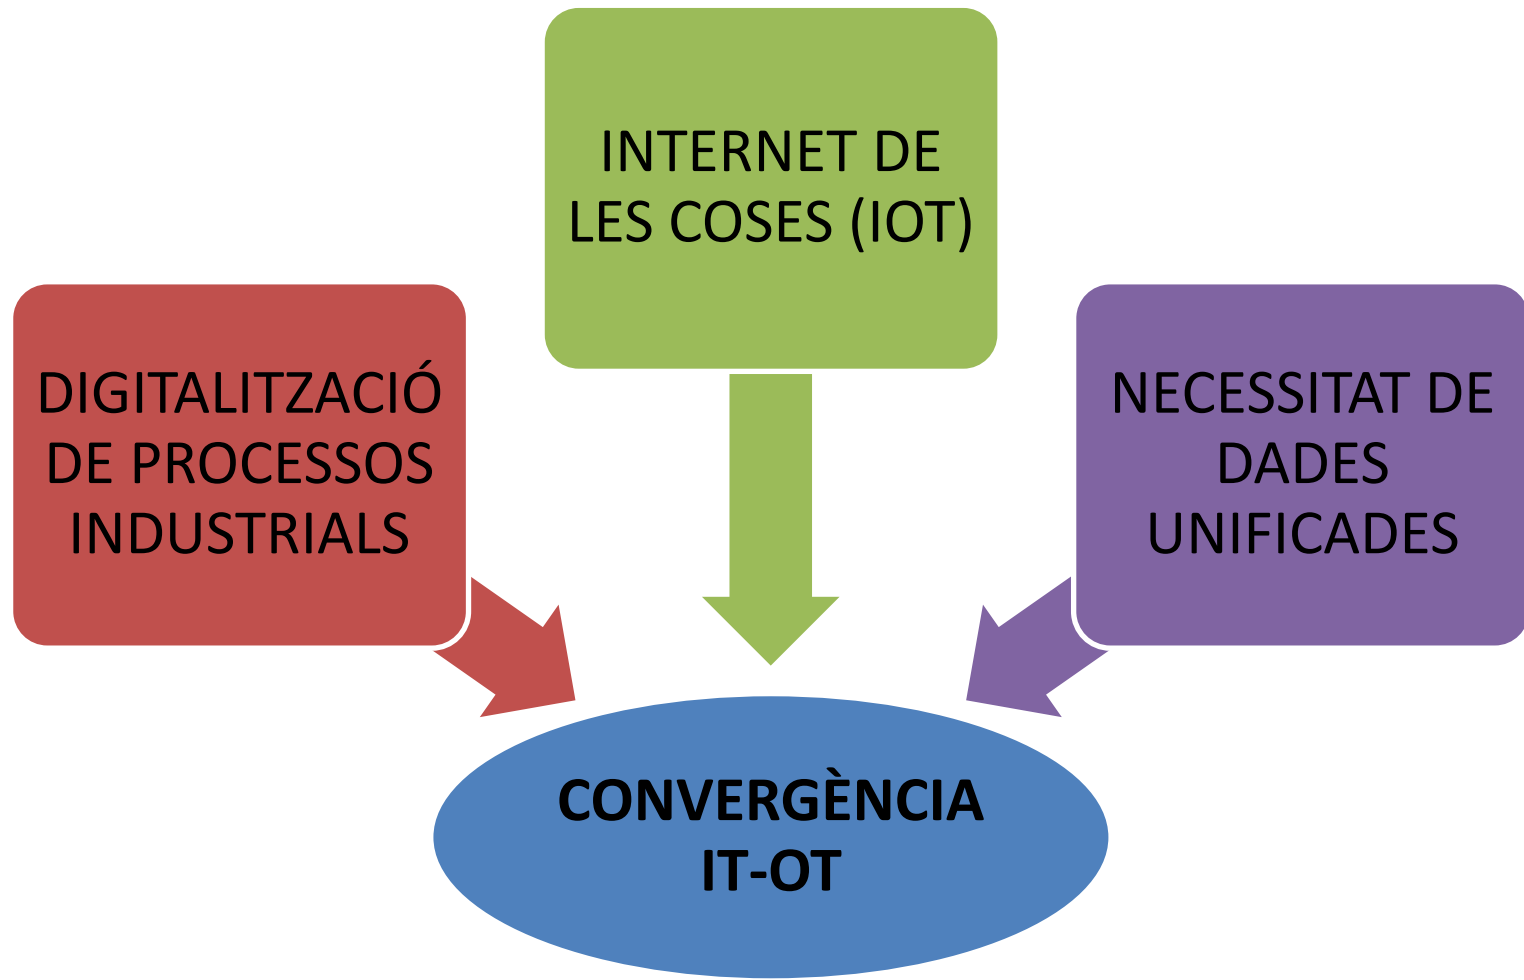 INTERNET DE
LES COSES (IOT)
DIGITALITZACIÓ
DE PROCESSOS
INDUSTRIALS
NECESSITAT DE
DADES
UNIFICADES
CONVERGÈNCIA
IT-OT